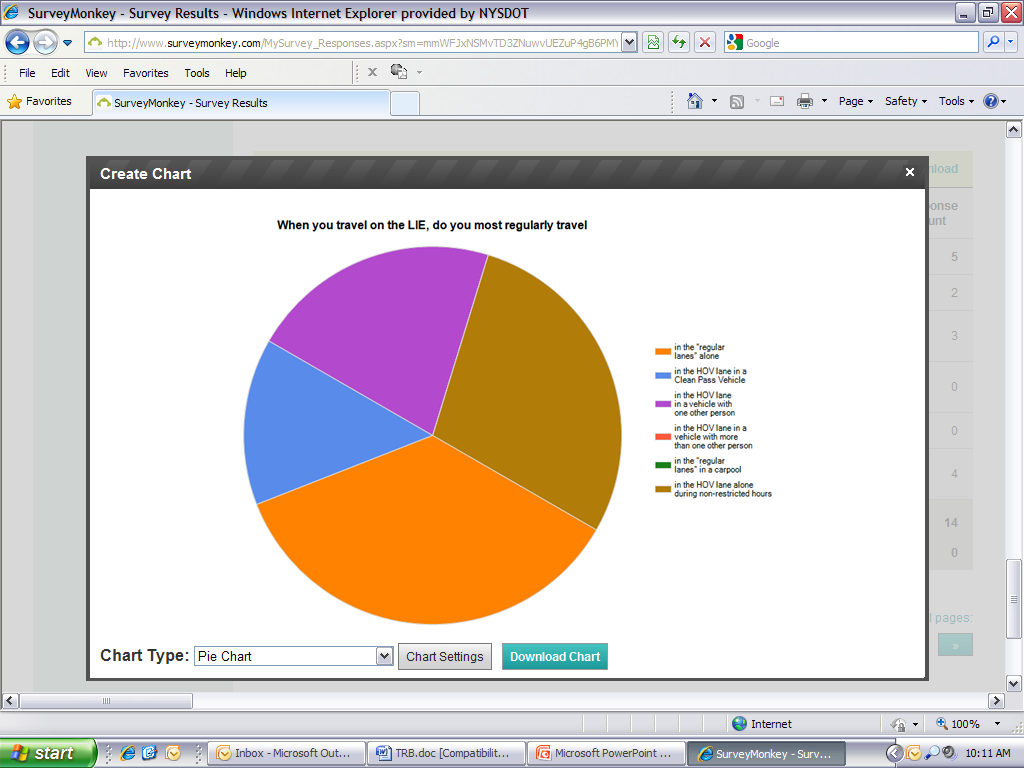 SurveyMonkey - Survey Results - Windows Internet Explorer provided by NYSDOT
http://www.surveymonkey.com/MySurvey_Responses.aspx?sm=mmWFJxNSMvTD3ZNuwvUEZuP4gB6PM
Google
File Edit View Favorites Tools Help
Favorites
SurveyMonkey - Survey Results
Page Safety Tools
Create Chart
When you travel on the LIE, do you most regularly travel
in the "regular
lanes" alone
in the HOV lane in a
Clean Pass Vehicle
in the HOV lane
in a vehicle with
one other person
in the HOV lane in a
vehicle with more
than one other person
in the "regular
lanes" in a carpool
in the HOV lane alone
during non-restricted hours
Chart Type: Pie Chart Chart Settings Download Chart
nload
onse
unt
5
2
3
0
0
4
14
0
pages:
»
Internet 100%
start Inbox - Microsoft Out... TRB.doc [Compatibilit... Microsoft PowerPoint ... SurveyMonkey - Surv... 10:11 AM